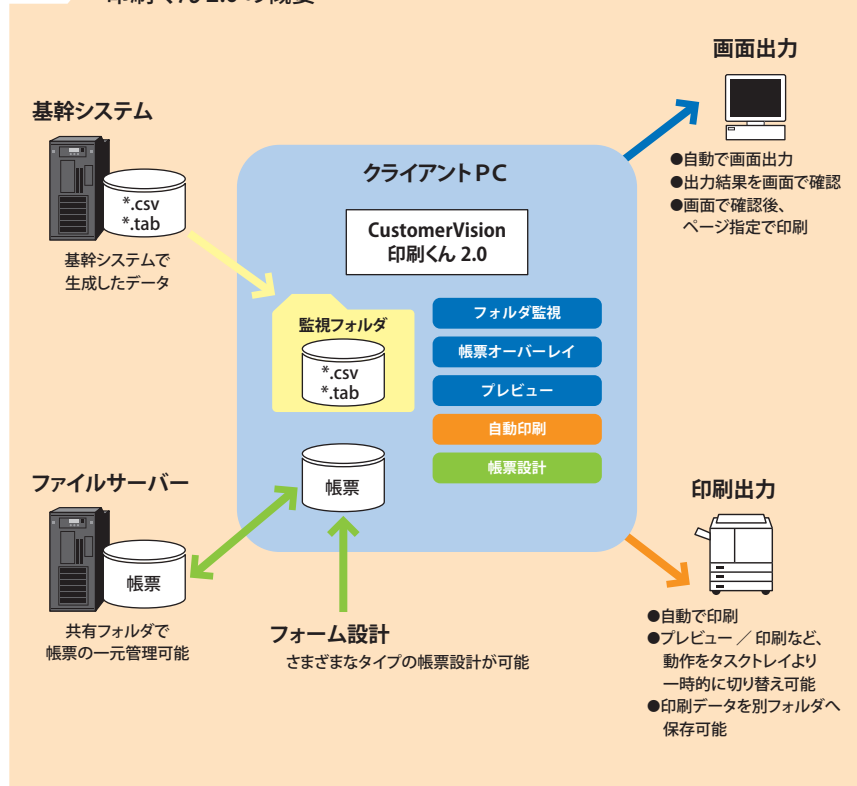 印刷くん 2.0 の概要
画面出力
●自動で画面出力
●出力結果を画面で確認
●画面で確認後、
ページ指定で印刷
基幹システム
*.csv
*.tab
基幹システムで
生成したデータ
クライアントPC
CustomerVision
印刷くん 2.0
監視フォルダ
*.csv
*.tab
フォルダ監視
帳票オーバーレイ
プレビュー
自動印刷
帳票設計
帳票
ファイルサーバー
帳票
共有フォルダで
帳票の一元管理可能
フォーム設計
さまざまなタイプの帳票設計が可能
印刷出力
●自動で印刷
●プレビュー ／ 印刷など、
動作をタスクトレイより
一時的に切り替え可能
●印刷データを別フォルダへ
保存可能